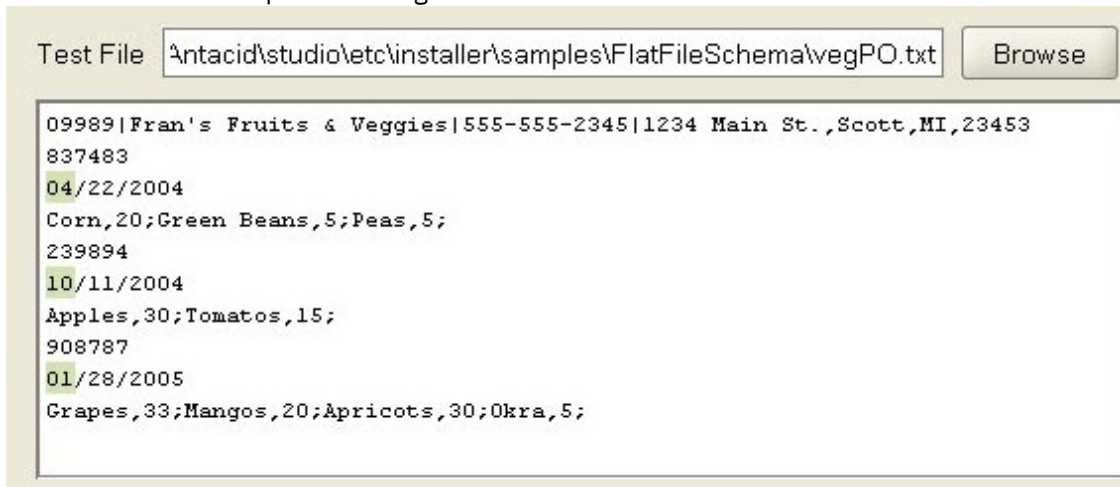 Test File Antacid\studio\etc\installer\samples\FlatFileSchema\vegPO.txt Browse
09989|Fran's Fruits & Veggies|555-555-2345|1234 Main St.,Scott,MI,23453
837483
04/22/2004
Corn,20;Green Beans,5;Peas,5;
239894
10/11/2004
Apples,30;Tomatos,15;
908787
01/28/2005
Grapes,33;Mangos,20;Apricots,30;Okra,5;